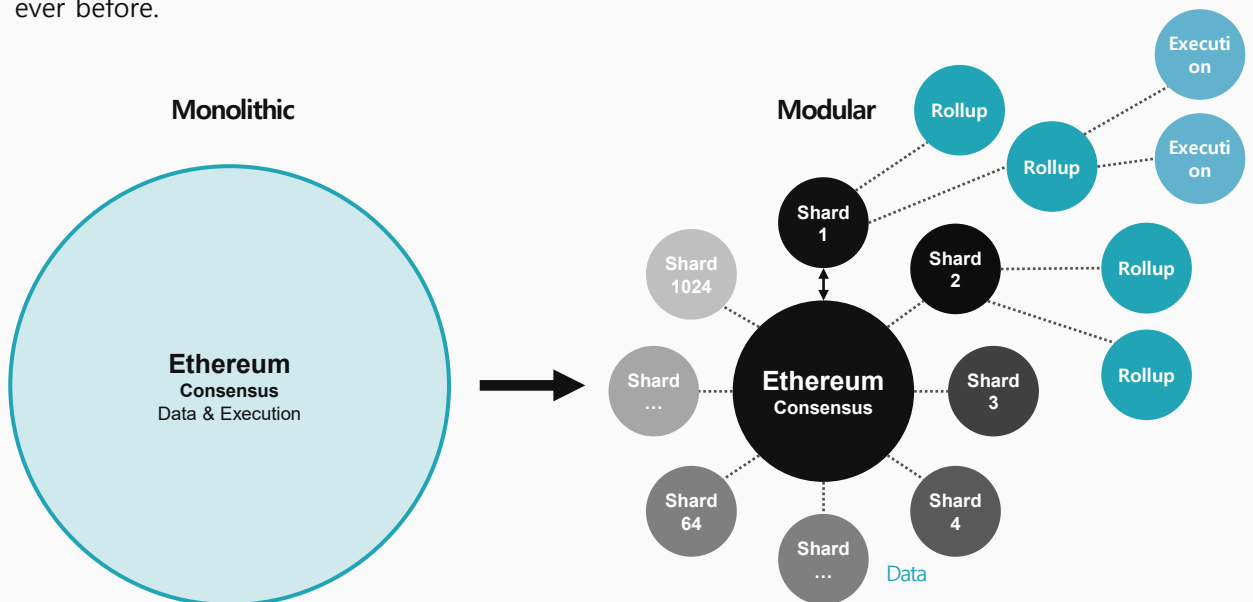 ever before.
Monolithic
Ethereum
Consensus
Data & Execution
Modular
Rollup
Executi
on
Rollup
Executi
on
Shard
1
Shard
1024
Shard
2
Rollup
Shard
...
Ethereum
Consensus
Shard
3
Rollup
Shard
64
Shard
4
Shard
...
Data